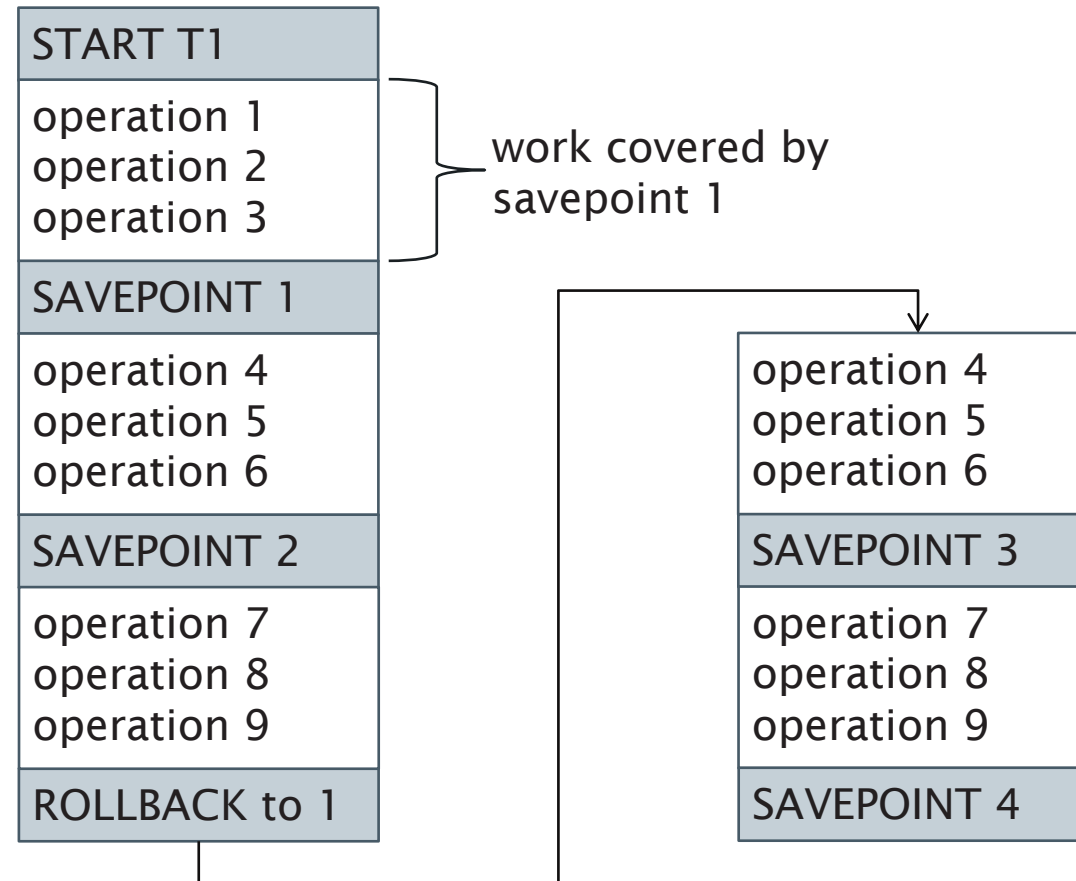 START T1
operation 1
operation 2
operation 3
work covered by
savepoint 1
SAVEPOINT 1
operation 4
operation 5
operation 6
SAVEPOINT 2
operation 7
operation 8
operation 9
ROLLBACK to 1
operation 4
operation 5
operation 6
SAVEPOINT 3
operation 7
operation 8
operation 9
SAVEPOINT 4